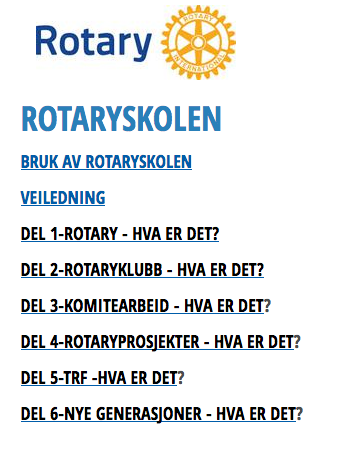 Rotary
ROTARY
INTERNATIONAL
ROTARYSKOLEN
BRUK AV ROTARYSKOLEN
VEILEDNING
DEL 1-ROTARY - HVA ER DET?
DEL 2-ROTARYKLUBB - HVA ER DET?
DEL 3-KOMITEARBEID - HVA ER DET?
DEL 4-ROTARYPROSJEKTER - HVA ER DET?
DEL 5-TRF -HVA ER DET?
DEL 6-NYE GENERASJONER - HVA ER DET?